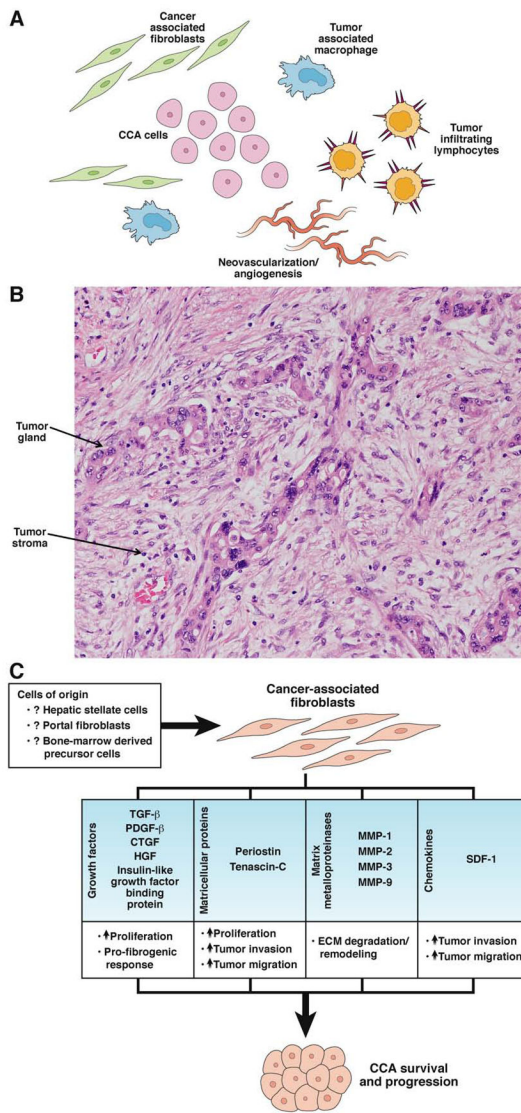 A
Cancer
associated
fibroblasts
Tumor
associated
macrophage
CCA cells
Tumor
infiltrating
lymphocytes
Neovascularization/
angiogenesis
B
Tumor
gland
Tumor
stroma
C
Cells of origin
· ? Hepatic stellate cells
· ? Portal fibroblasts
· ? Bone-marrow derived
precursor cells
Cancer-associated
fibroblasts
Growth factors
TGF-β
PDGF-β
CTGF
HGF
Insulin-like
growth factor
binding
protein
Matricellular proteins
Periostin
Tenascin-C
Matrix
metalloproteinases
MMP-1
MMP-2
MMP-3
MMP-9
Chemokines
SDF-1
· ↑Proliferation
· Pro-fibrogenic
response
· ↑Proliferation
· ↑Tumor invasion
· ↑Tumor migration
· ECM degradation/
remodeling
· ↑Tumor invasion
· ↑Tumor migration
CCA survival
and progression